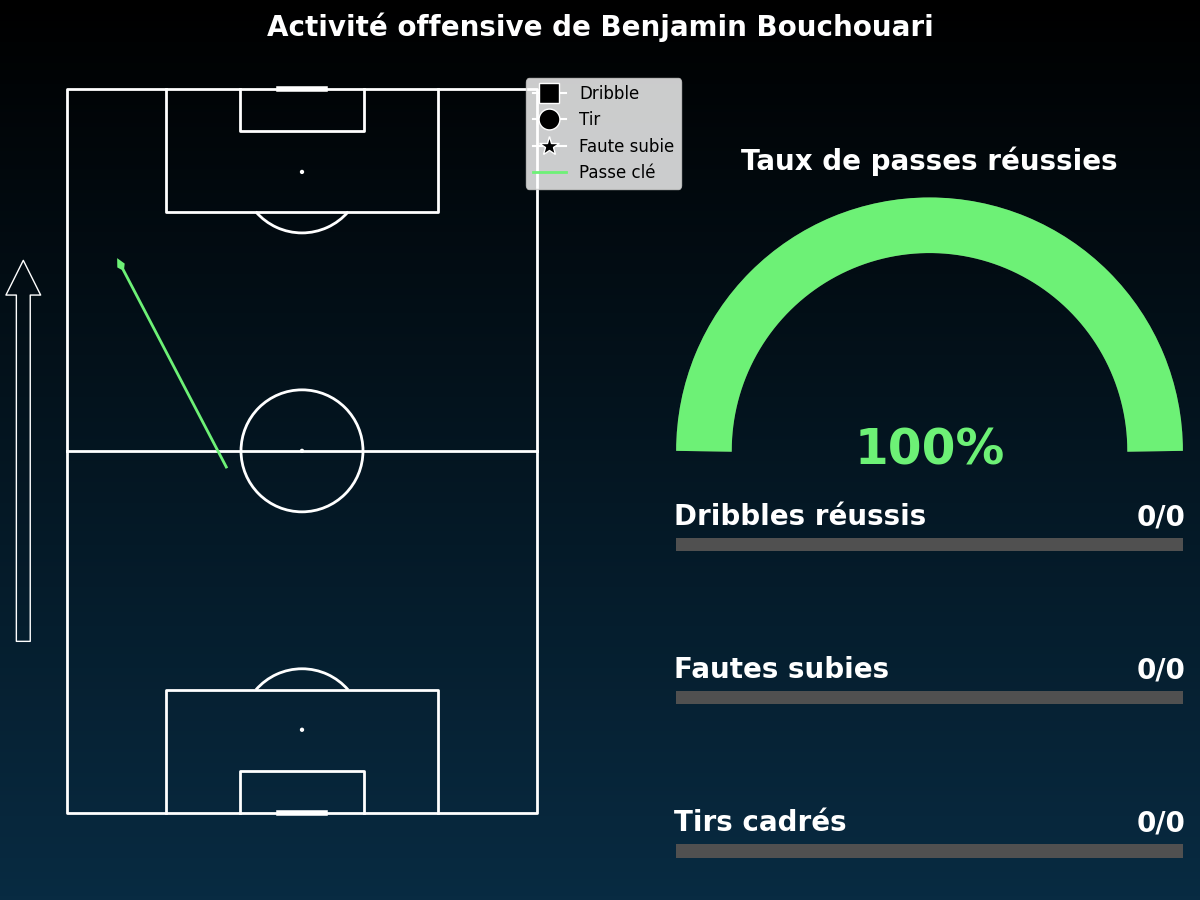 Activité offensive de Benjamin Bouchouari
Dribble
Tir
Faute subie
Passe clé
Taux de passes réussies
100%
Dribbles réussis 0/0
Fautes subies 0/0
Tirs cadrés 0/0